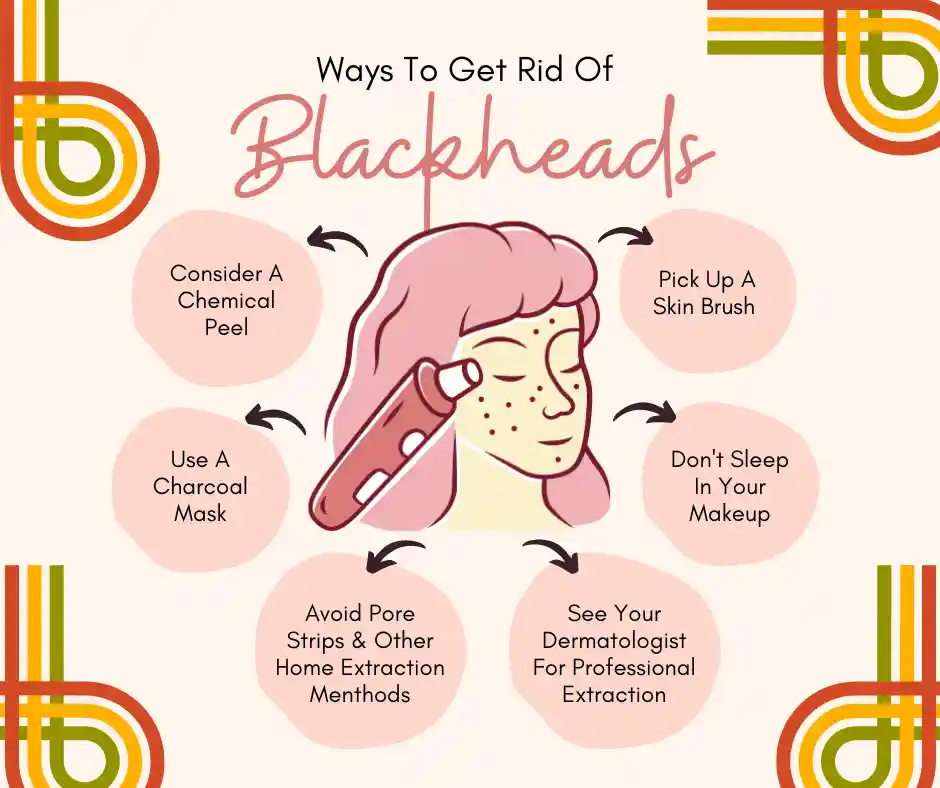 Ways To Get Rid Of
Blackheads
Consider A
Chemical
Peel
Pick Up A
Skin Brush
Use A
Charcoal
Mask
Don't Sleep
In Your
Makeup
Avoid Pore
Strips & Other
Home Extraction
Menthods
See Your
Dermatologist
For Professional
Extraction